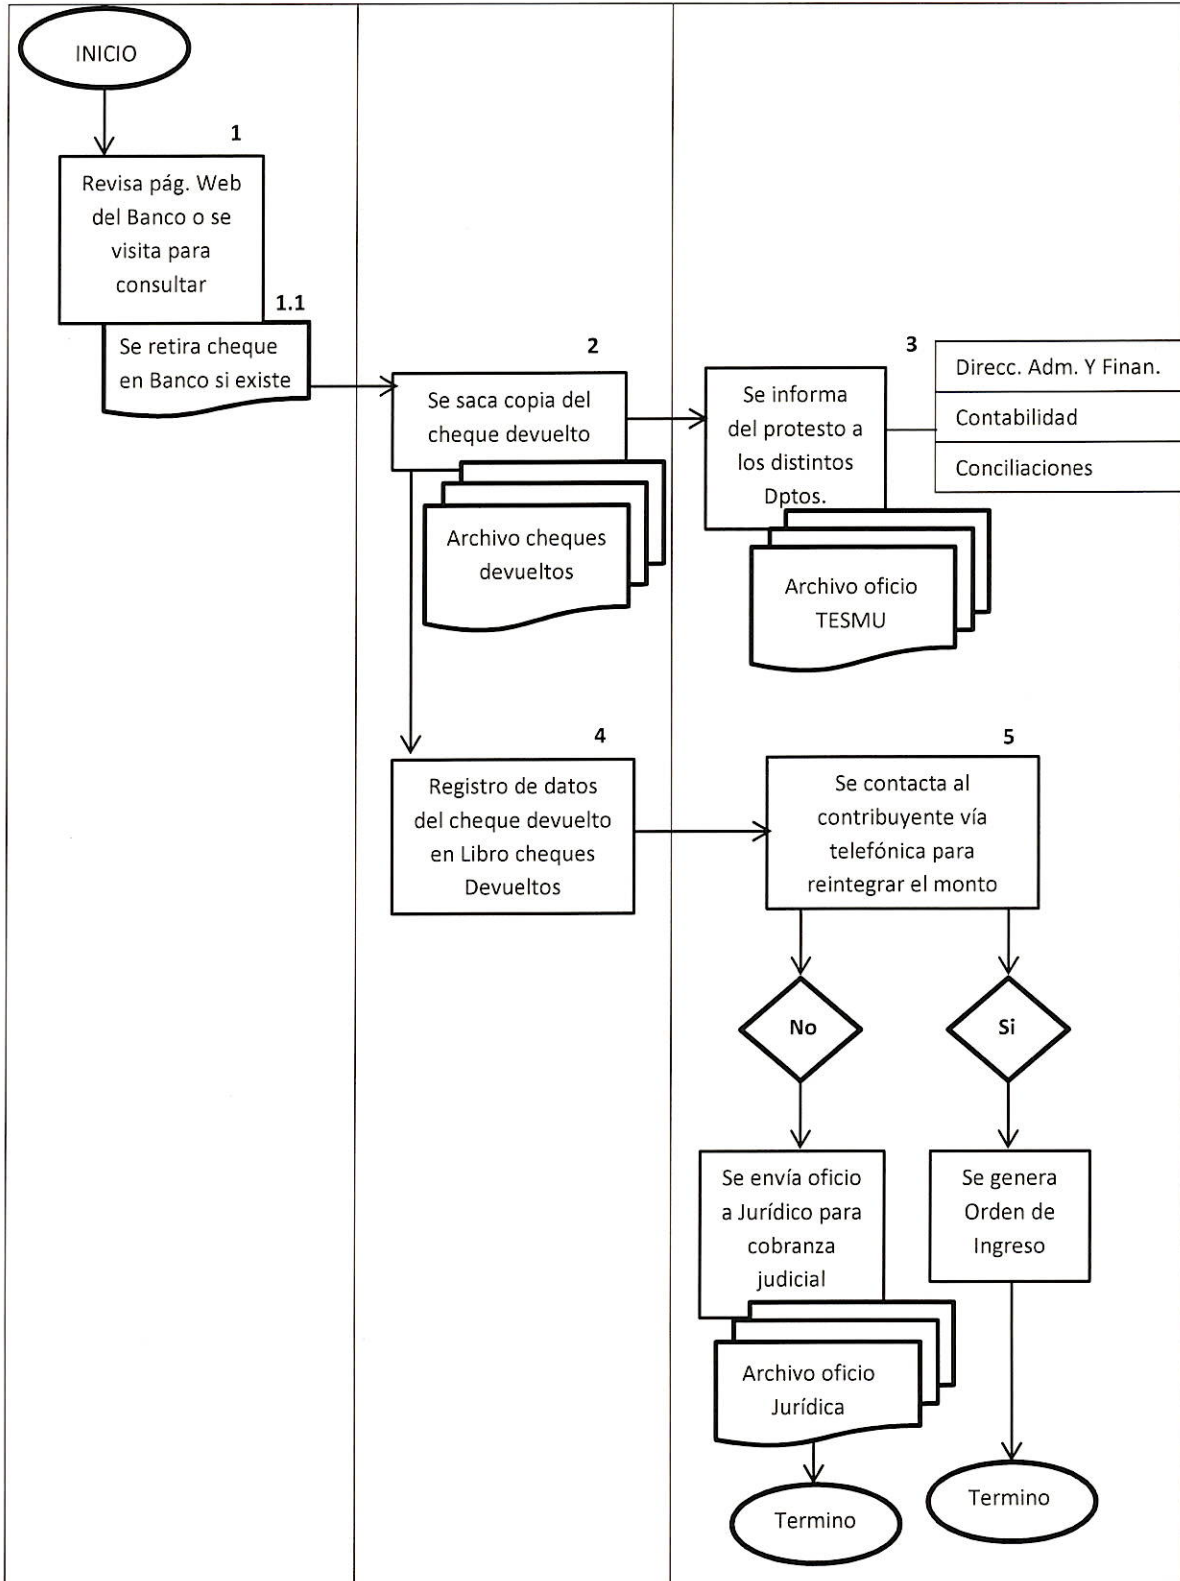 INICIO
1
Revisa pág. Web
del Banco o se
visita para
consultar
1.1
Se retira cheque
en Banco si existe
2
Se saca copia del
cheque devuelto
Archivo cheques
devueltos
3
Se informa
del protesto a
los distintos
Dptos.
Direcc. Adm. Y Finan.
Contabilidad
Conciliaciones
Archivo oficio
TESMU
4
Registro de datos
del cheque devuelto
en Libro cheques
Devueltos
5
Se contacta al
contribuyente vía
telefónica para
reintegrar el monto
No
Si
Se envía oficio
a Jurídico para
cobranza
judicial
Archivo oficio
Jurídica
Termino
Se genera
Orden de
Ingreso
Termino